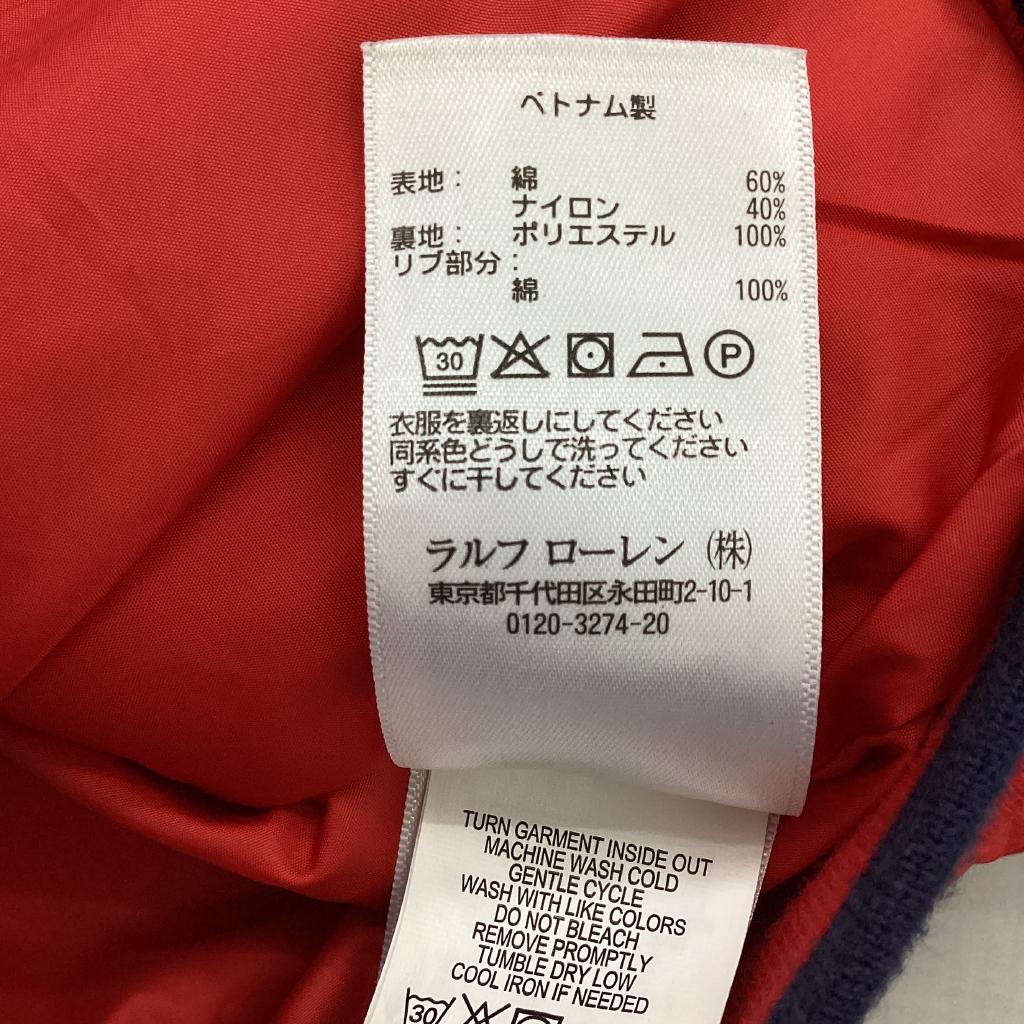 ベトナム製
表地： 綿 60%
ナイロン 40%
裏地： ポリエステル 100%
リブ部分：
綿 100%
30 P
衣服を裏返しにしてください
同系色どうしで洗ってください
すぐに干してください
ラルフ ローレン (株)
東京都千代田区永田町2-10-1
0120-3274-20
TURN GARMENT INSIDE OUT
MACHINE WASH COLD
GENTLE CYCLE
WASH WITH LIKE COLORS
DO NOT BLEACH
REMOVE PROMPTLY
TUMBLE DRY LOW
COOL IRON IF NEEDED
30